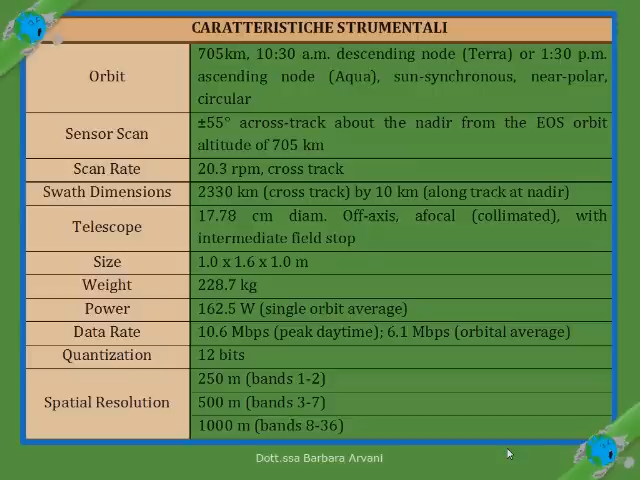 CARATTERISTICHE STRUMENTALI
Orbit
705km, 10:30 a.m. descending node (Terra) or 1:30 p.m.
ascending node (Aqua), sun-synchronous, near-polar,
circular
Sensor Scan
±55° across-track about the nadir from the EOS orbit
altitude of 705 km
Scan Rate
20.3 rpm, cross track
Swath Dimensions
2330 km (cross track) by 10 km (along track at nadir)
Telescope
17.78 cm diam. Off-axis, afocal (collimated), with
intermediate field stop
Size
1.0 x 1.6 x 1.0 m
Weight
228.7 kg
Power
162.5 W (single orbit average)
Data Rate
10.6 Mbps (peak daytime); 6.1 Mbps (orbital average)
Quantization
12 bits
Spatial Resolution
250 m (bands 1-2)
500 m (bands 3-7)
1000 m (bands 8-36)
Dott.ssa Barbara Arvani